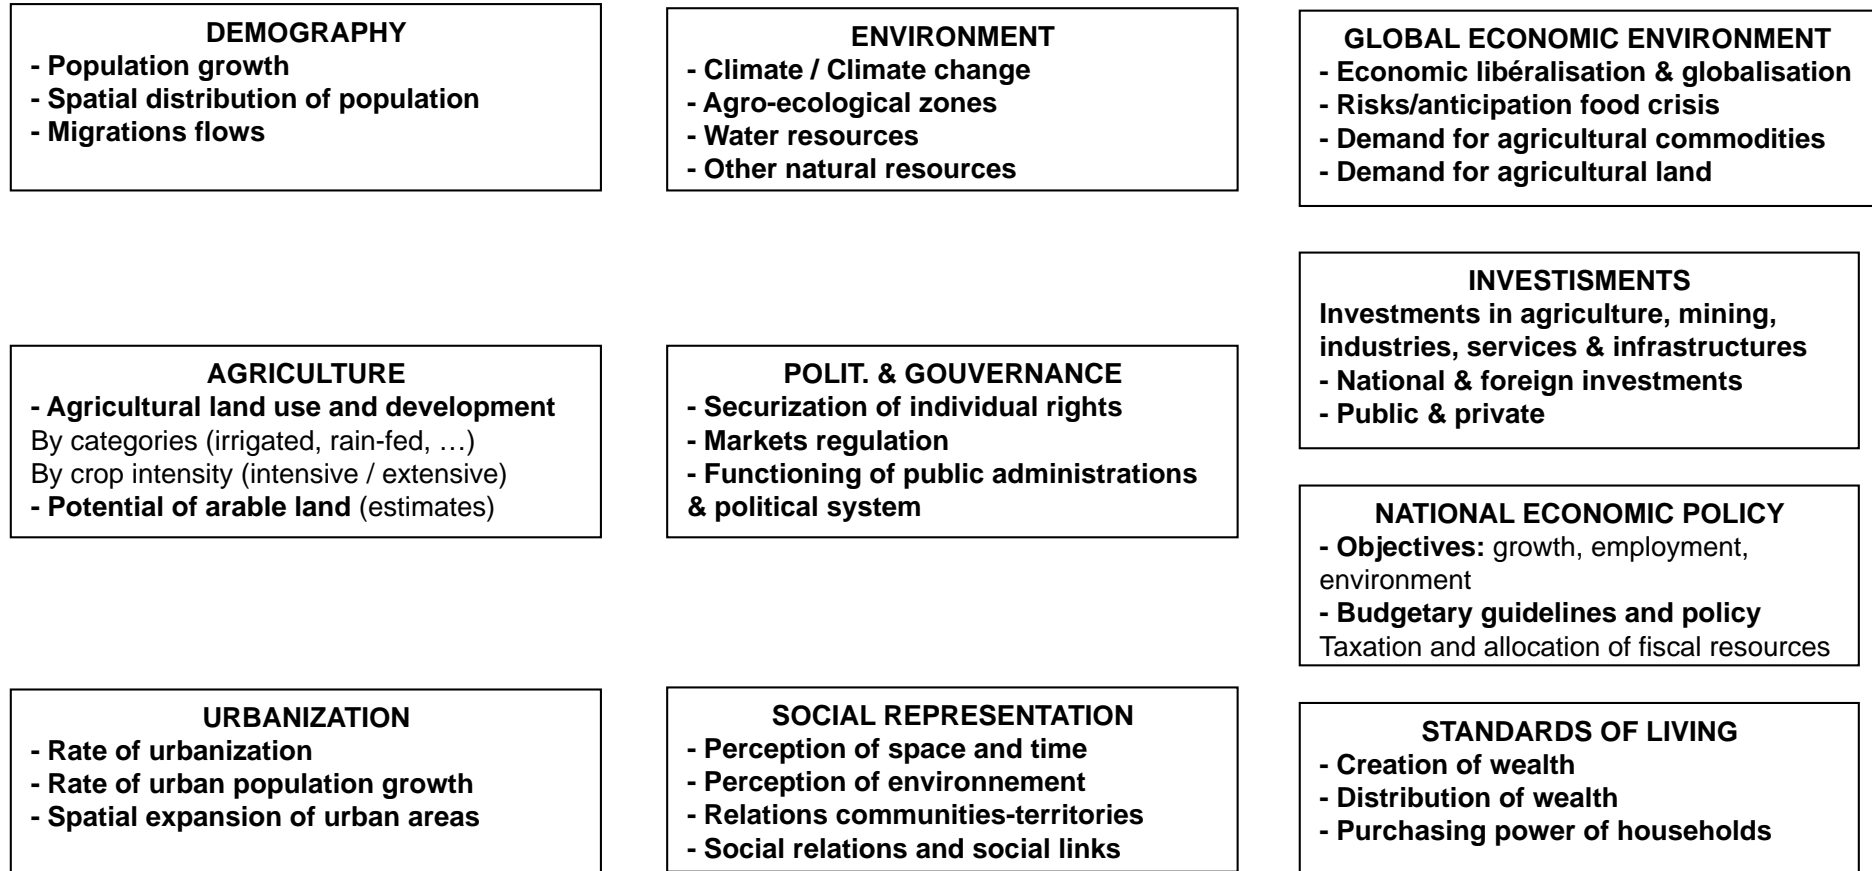 DEMOGRAPHY
- Population growth
- Spatial distribution of population
- Migrations flows
ENVIRONMENT
- Climate / Climate change
- Agro-ecological zones
- Water resources
- Other natural resources
GLOBAL ECONOMIC ENVIRONMENT
- Economic libéralisation & globalisation
- Risks/anticipation food crisis
- Demand for agricultural commodities
- Demand for agricultural land
INVESTISMENTS
Investments in agriculture, mining,
industries, services & infrastructures
- National & foreign investments
- Public & private
AGRICULTURE
- Agricultural land use and development
By categories (irrigated, rain-fed, …)
By crop intensity (intensive / extensive)
- Potential of arable land (estimates)
POLIT. & GOUVERNANCE
- Securization of individual rights
- Markets regulation
- Functioning of public administrations
& political system
NATIONAL ECONOMIC POLICY
- Objectives: growth, employment,
environment
- Budgetary guidelines and policy
Taxation and allocation of fiscal resources
URBANIZATION
- Rate of urbanization
- Rate of urban population growth
- Spatial expansion of urban areas
SOCIAL REPRESENTATION
- Perception of space and time
- Perception of environnement
- Relations communities-territories
- Social relations and social links
STANDARDS OF LIVING
- Creation of wealth
- Distribution of wealth
- Purchasing power of households